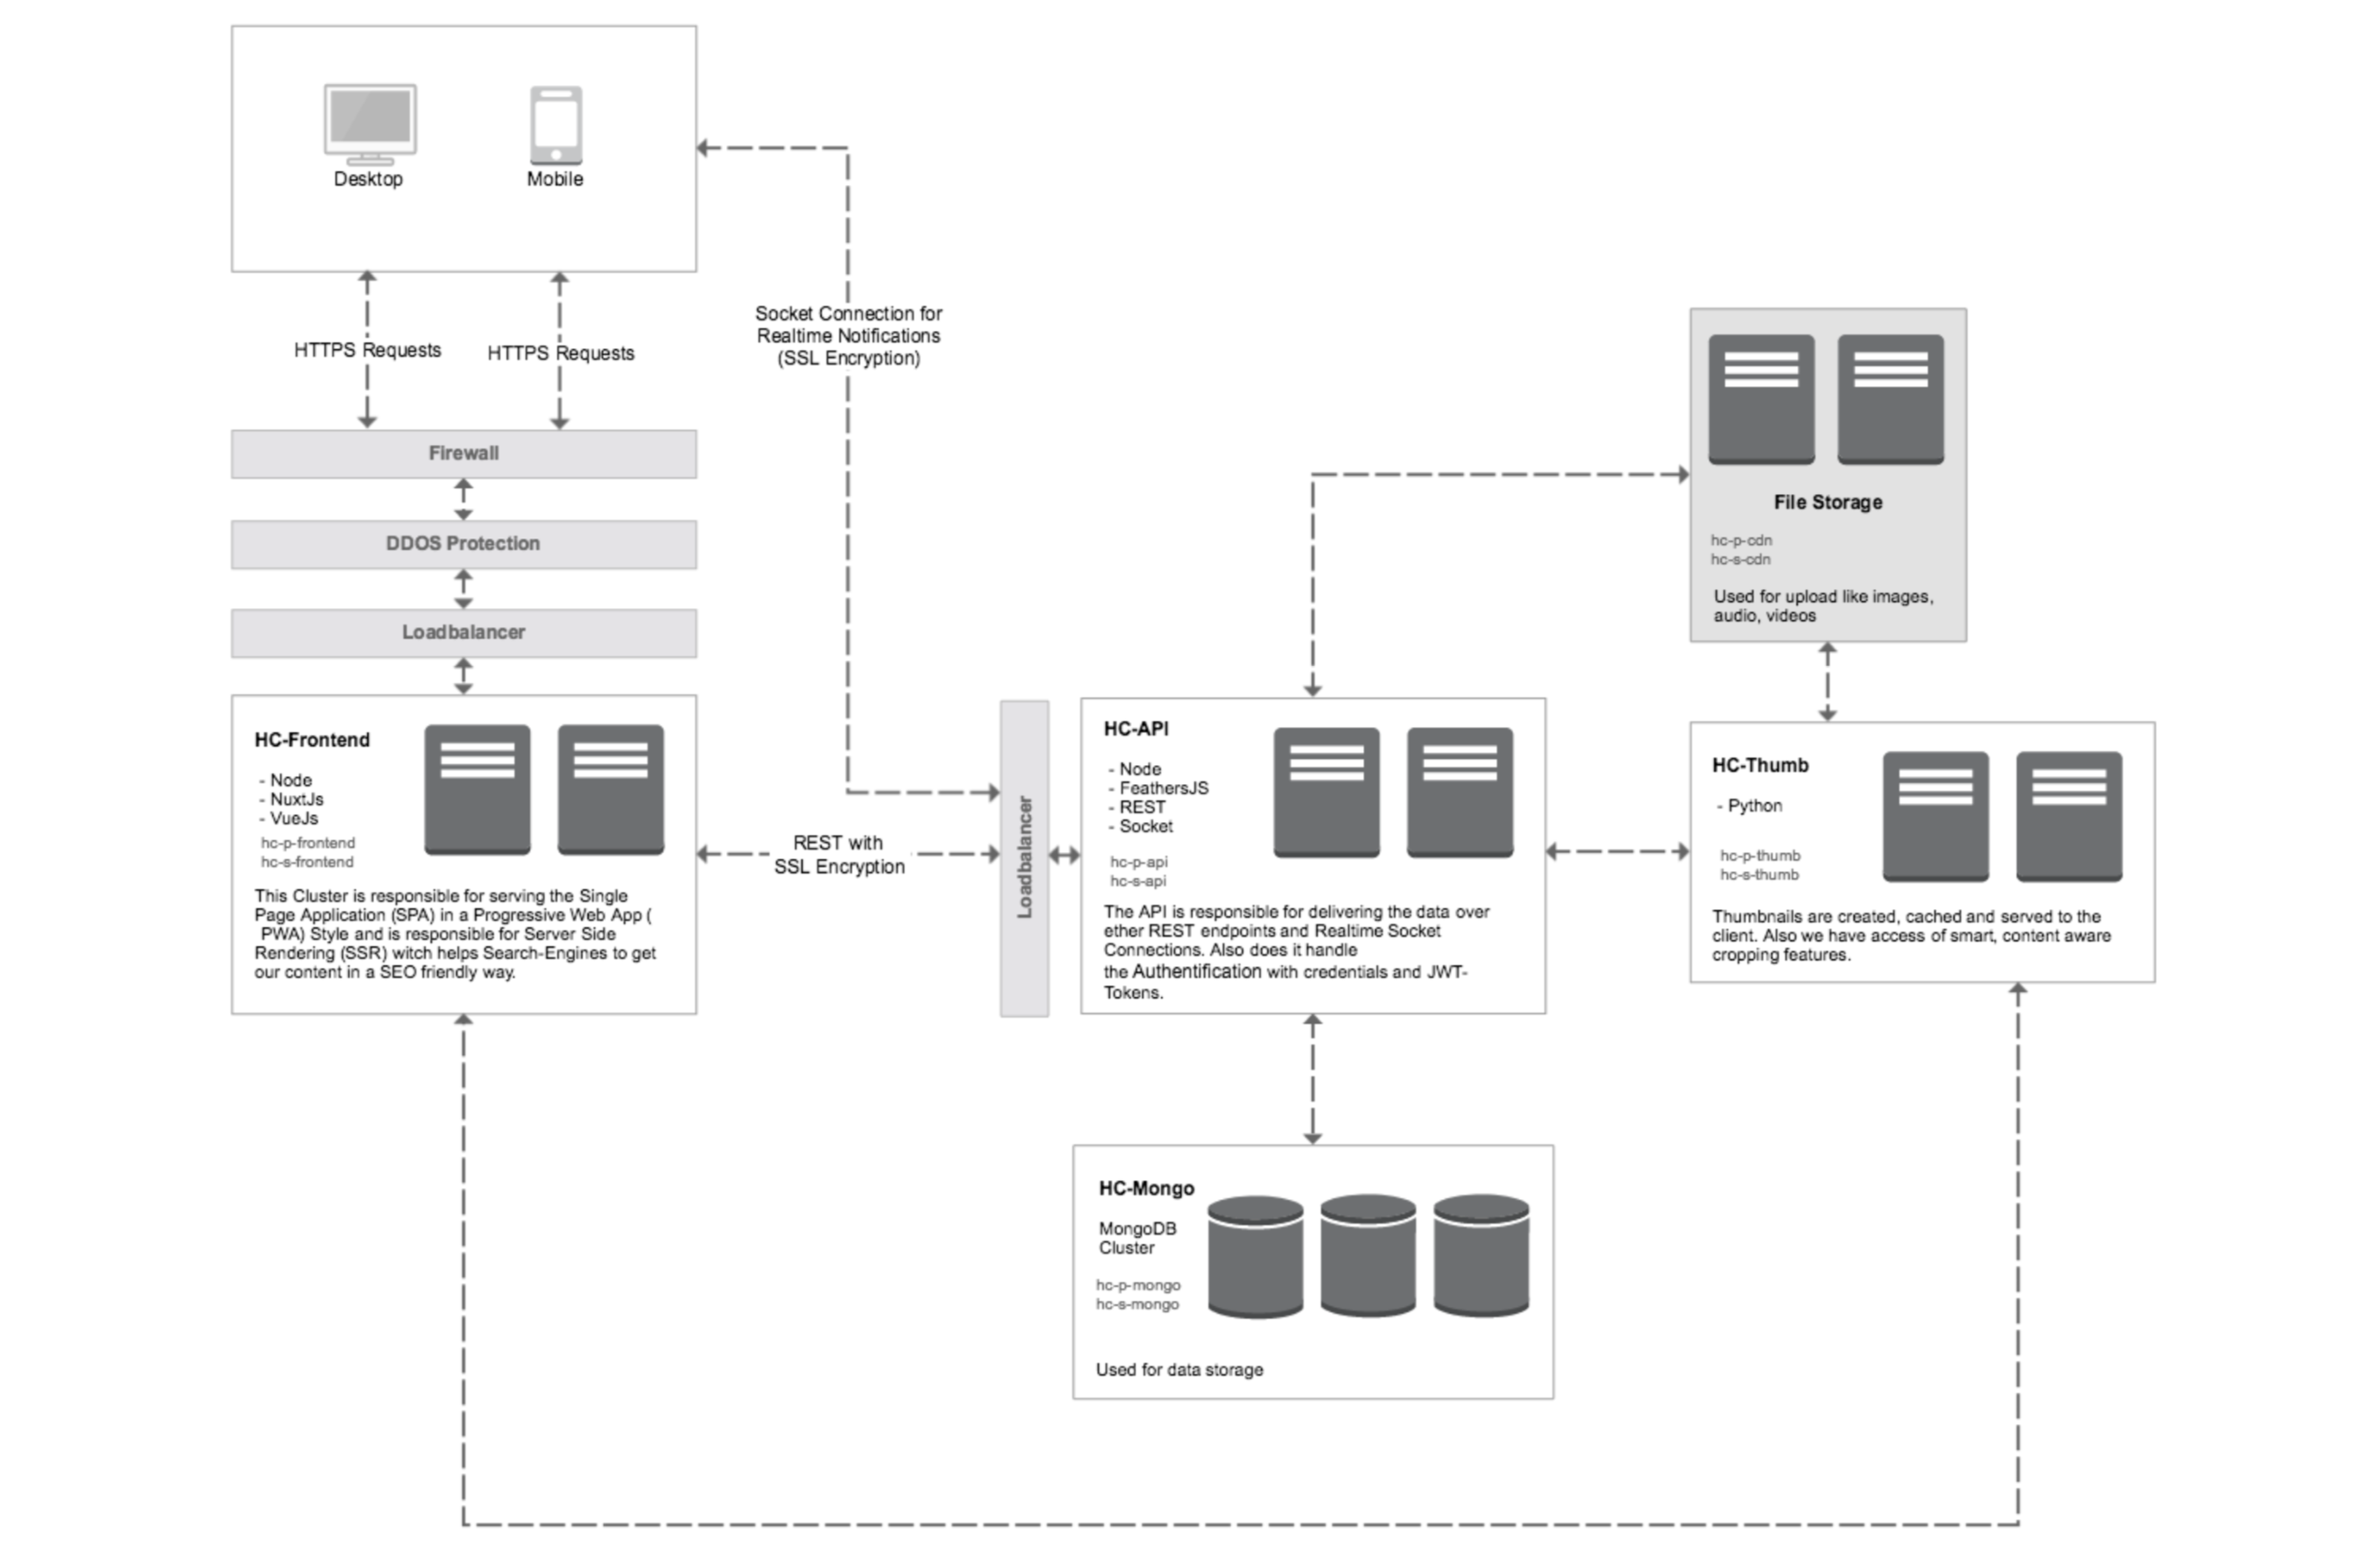 Desktop
Mobile
HTTPS Requests
HTTPS Requests
Socket Connection for
Realtime Notifications
(SSL Encryption)
Firewall
DDOS Protection
Loadbalancer
HC-Frontend
- Node
- NuxtJs
- VueJs
hc-p-frontend
hc-s-frontend
This Cluster is responsible for serving the Single
Page Application (SPA) in a Progressive Web App (
PWA) Style and is responsible for Server Side
Rendering (SSR) witch helps Search-Engines to get
our content in a SEO friendly way.
REST with
SSL Encryption
Loadbalancer
HC-API
- Node
- FeathersJS
- REST
- Socket
hc-p-api
hc-s-api
The API is responsible for delivering the data over
ether REST endpoints and Realtime Socket
Connections. Also does it handle
the Authentification with credentials and JWT-
Tokens.
File Storage
hc-p-cdn
hc-s-cdn
Used for upload like images,
audio, videos
HC-Thumb
- Python
hc-p-thumb
hc-s-thumb
Thumbnails are created, cached and served to the
client. Also we have access of smart, content aware
cropping features.
HC-Mongo
MongoDB
Cluster
hc-p-mongo
hc-s-mongo
Used for data storage